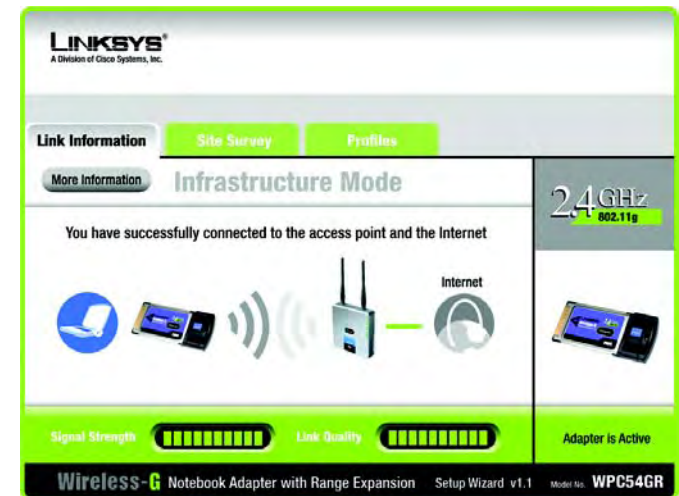 LINKSYS®
A Division of Cisco Systems, Inc.
Link Information
Site Survey
Profiles
More Information
Infrastructure Mode
2.4 GHz
802.11g
You have successfully connected to the access point and the Internet
Internet
Signal Strength
Link Quality
Adapter is Active
Wireless-G Notebook Adapter with Range Expansion Setup Wizard v1.1 Model No. WPC54GR